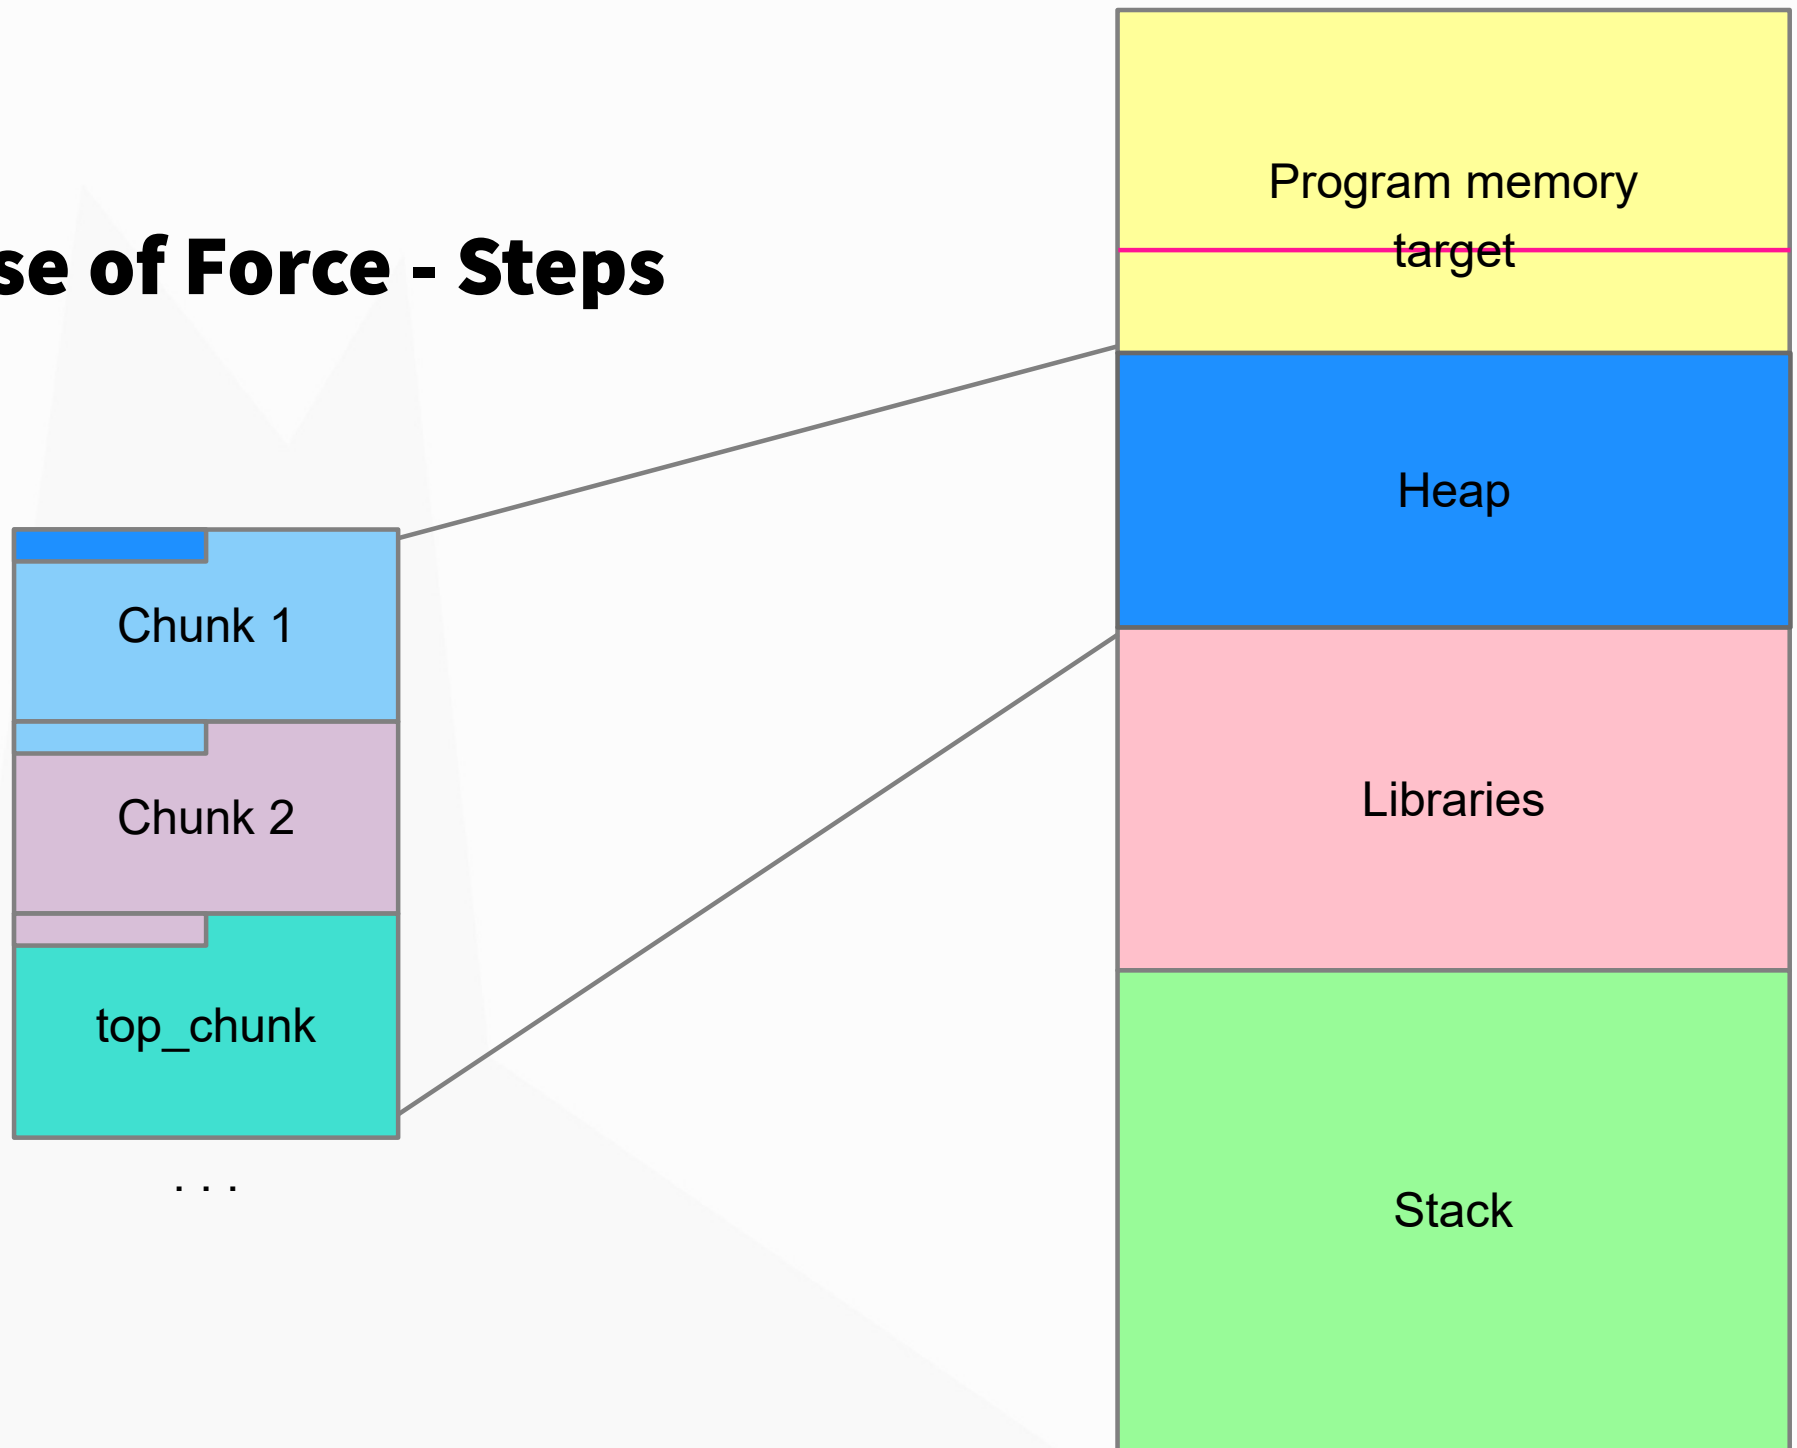 se of Force - Steps
Program memory
target
Heap
Libraries
Stack
Chunk 1
Chunk 2
top_chunk
. . .